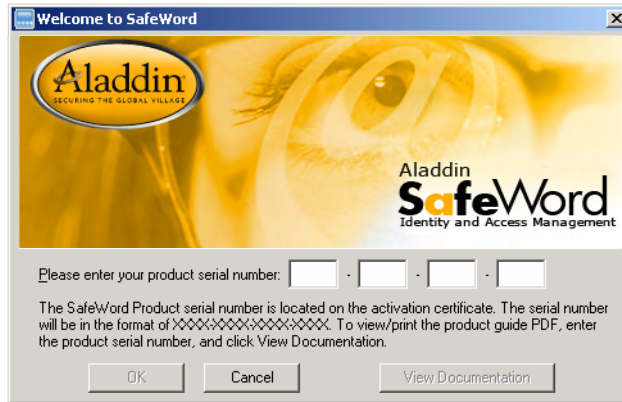 Welcome to SafeWord
Aladdin
SECURING THE GLOBAL VILLAGE
Aladdin
SafeWord
Identity and Access Management
Please enter your product serial number: - - -
The SafeWord Product serial number is located on the activation certificate. The serial number
will be in the format of XXXX-XXXX-XXXX-XXXX. To view/print the product guide PDF, enter
the product serial number, and click View Documentation.
OK Cancel View Documentation